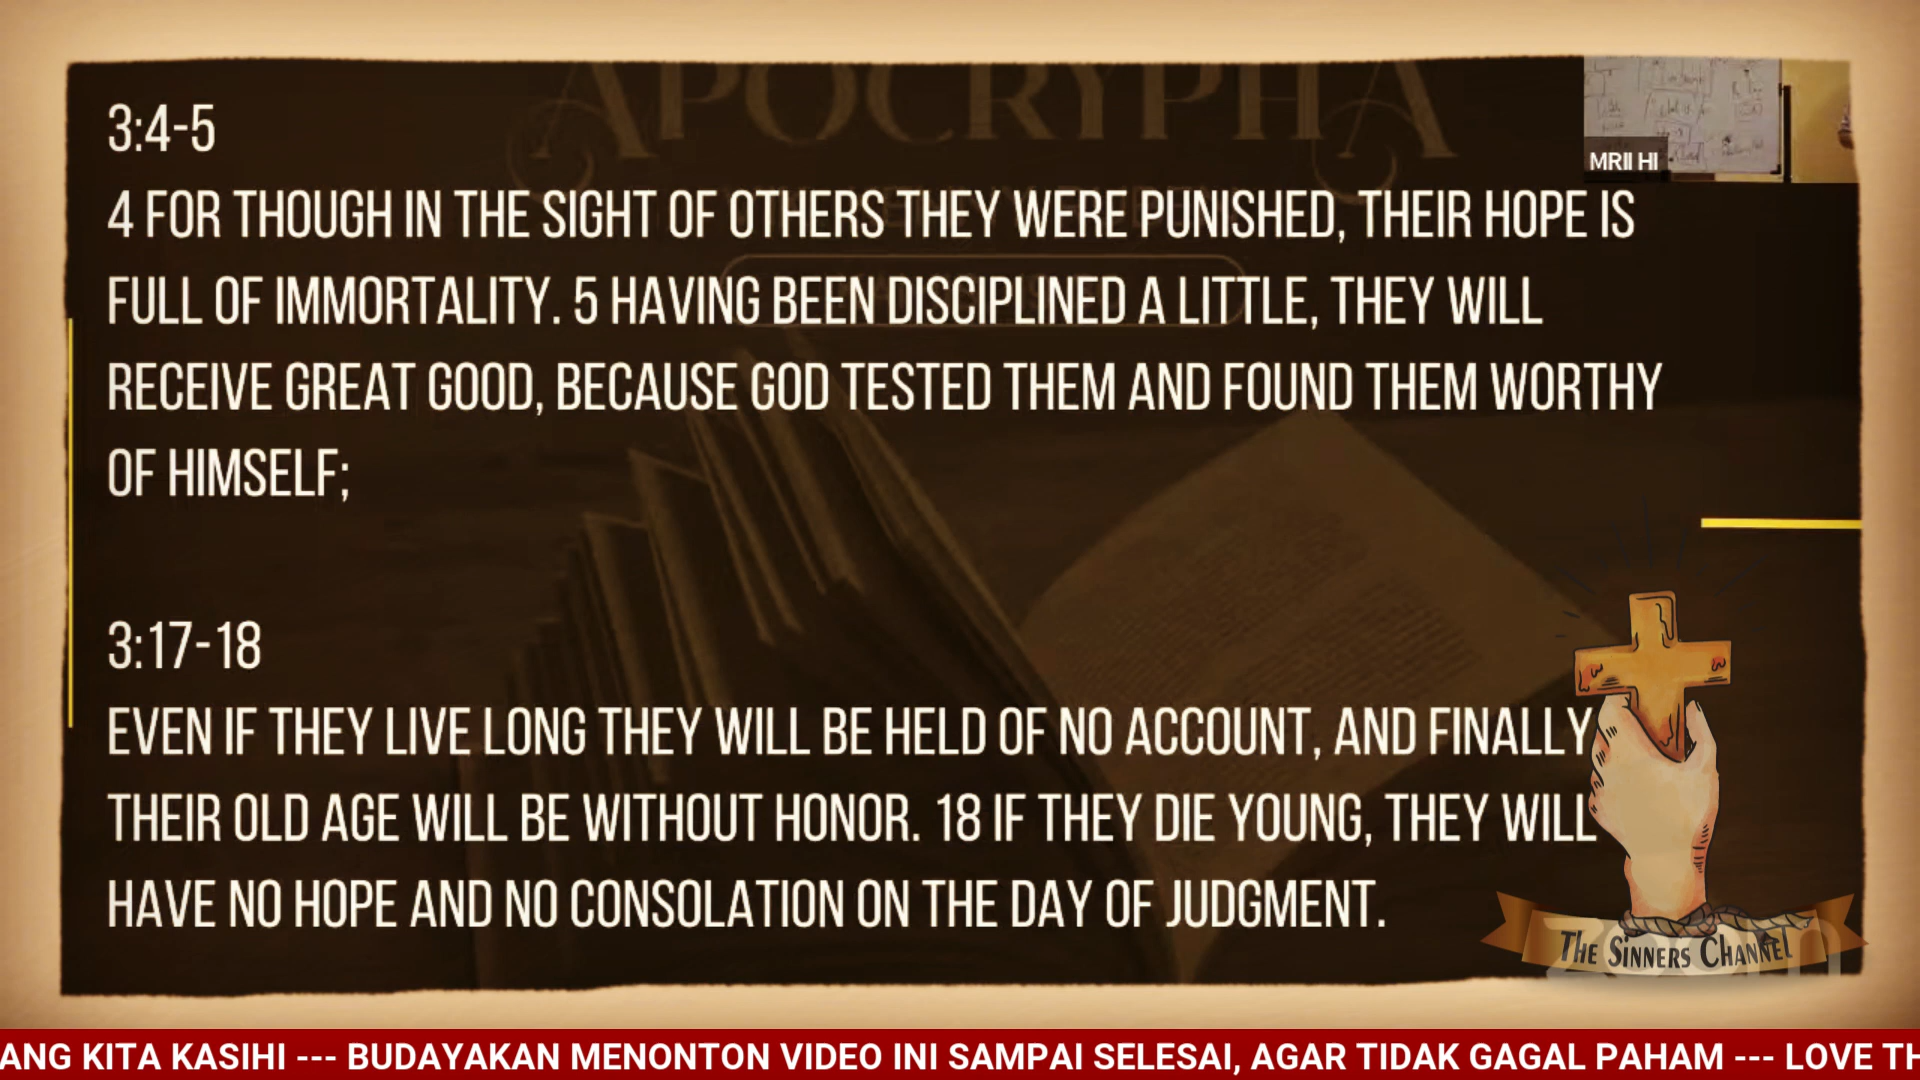 APOCRYPHA
MRII HI
3:4-5
4 FOR THOUGH IN THE SIGHT OF OTHERS THEY WERE PUNISHED, THEIR HOPE IS
FULL OF IMMORTALITY. 5 HAVING BEEN DISCIPLINED A LITTLE, THEY WILL
RECEIVE GREAT GOOD, BECAUSE GOD TESTED THEM AND FOUND THEM WORTHY
OF HIMSELF;
3:17-18
EVEN IF THEY LIVE LONG THEY WILL BE HELD OF NO ACCOUNT, AND FINALLY
THEIR OLD AGE WILL BE WITHOUT HONOR. 18 IF THEY DIE YOUNG, THEY WILL
HAVE NO HOPE AND NO CONSOLATION ON THE DAY OF JUDGMENT.
THE SINNERS CHANNEL
zoom
ANG KITA KASIHI --- BUDAYAKAN MENONTON VIDEO INI SAMPAI SELESAI, AGAR TIDAK GAGAL PAHAM --- LOVE TH